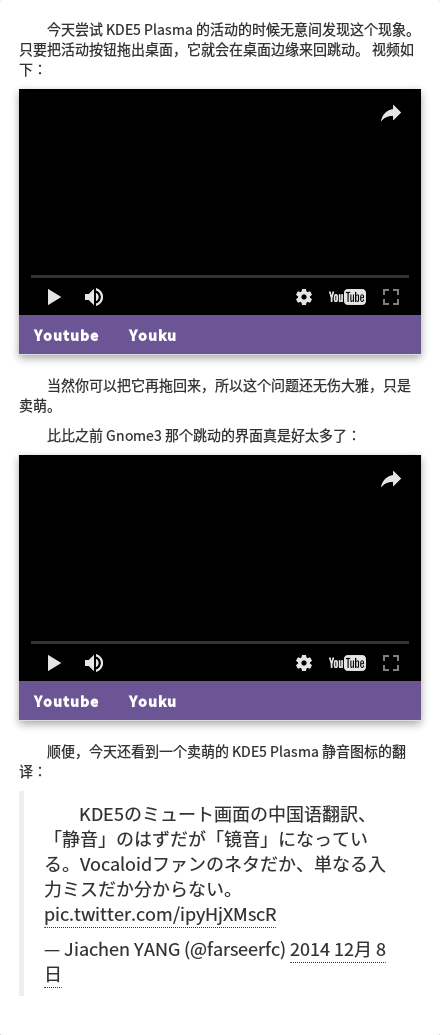 今天尝试 KDE5 Plasma 的活动的时候无意间发现这个现象。
只要把活动按钮拖出桌面，它就会在桌面边缘来回跳动。 视频如
下：
YouTube
Youtube Youku
当然你可以把它再拖回来，所以这个问题还无伤大雅，只是
卖萌。
比比之前 Gnome3 那个跳动的界面真是好太多了：
YouTube
Youtube Youku
顺便，今天还看到一个卖萌的 KDE5 Plasma 静音图标的翻
译：
KDE5のミュート画面の中国语翻訳、
「静音」のはずだが「镜音」になってい
る。Vocaloidファンのネタだか、単なる入
力ミスだか分からない。
pic.twitter.com/ipyHjXMscR
— Jiachen YANG (@farseerfc) 2014 12月 8
日